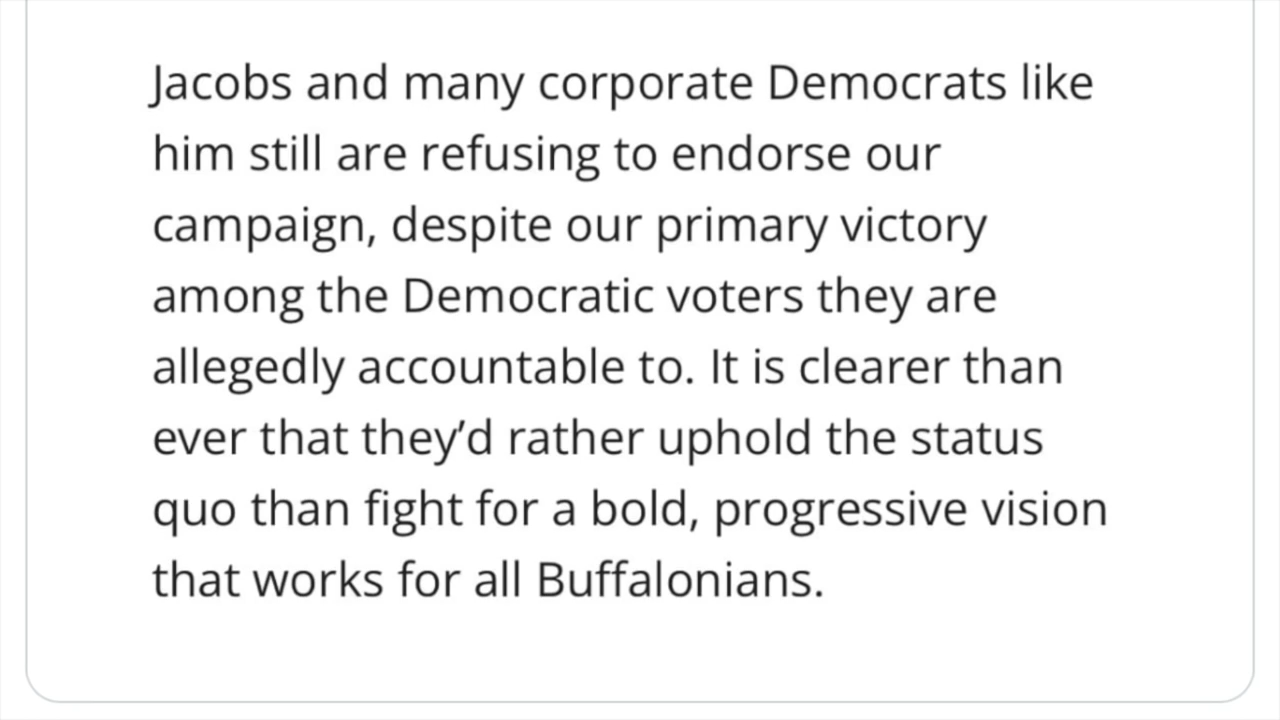 Jacobs and many corporate Democrats like
him still are refusing to endorse our
campaign, despite our primary victory
among the Democratic voters they are
allegedly accountable to. It is clearer than
ever that they’d rather uphold the status
quo than fight for a bold, progressive vision
that works for all Buffalonians.